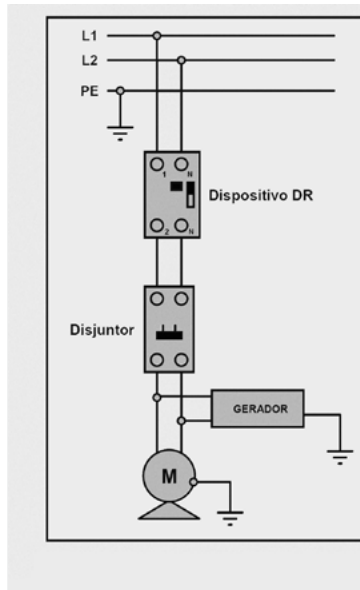 L1
L2
PE
1 N
Dispositivo DR
2 N
Disjuntor
GERADOR
M